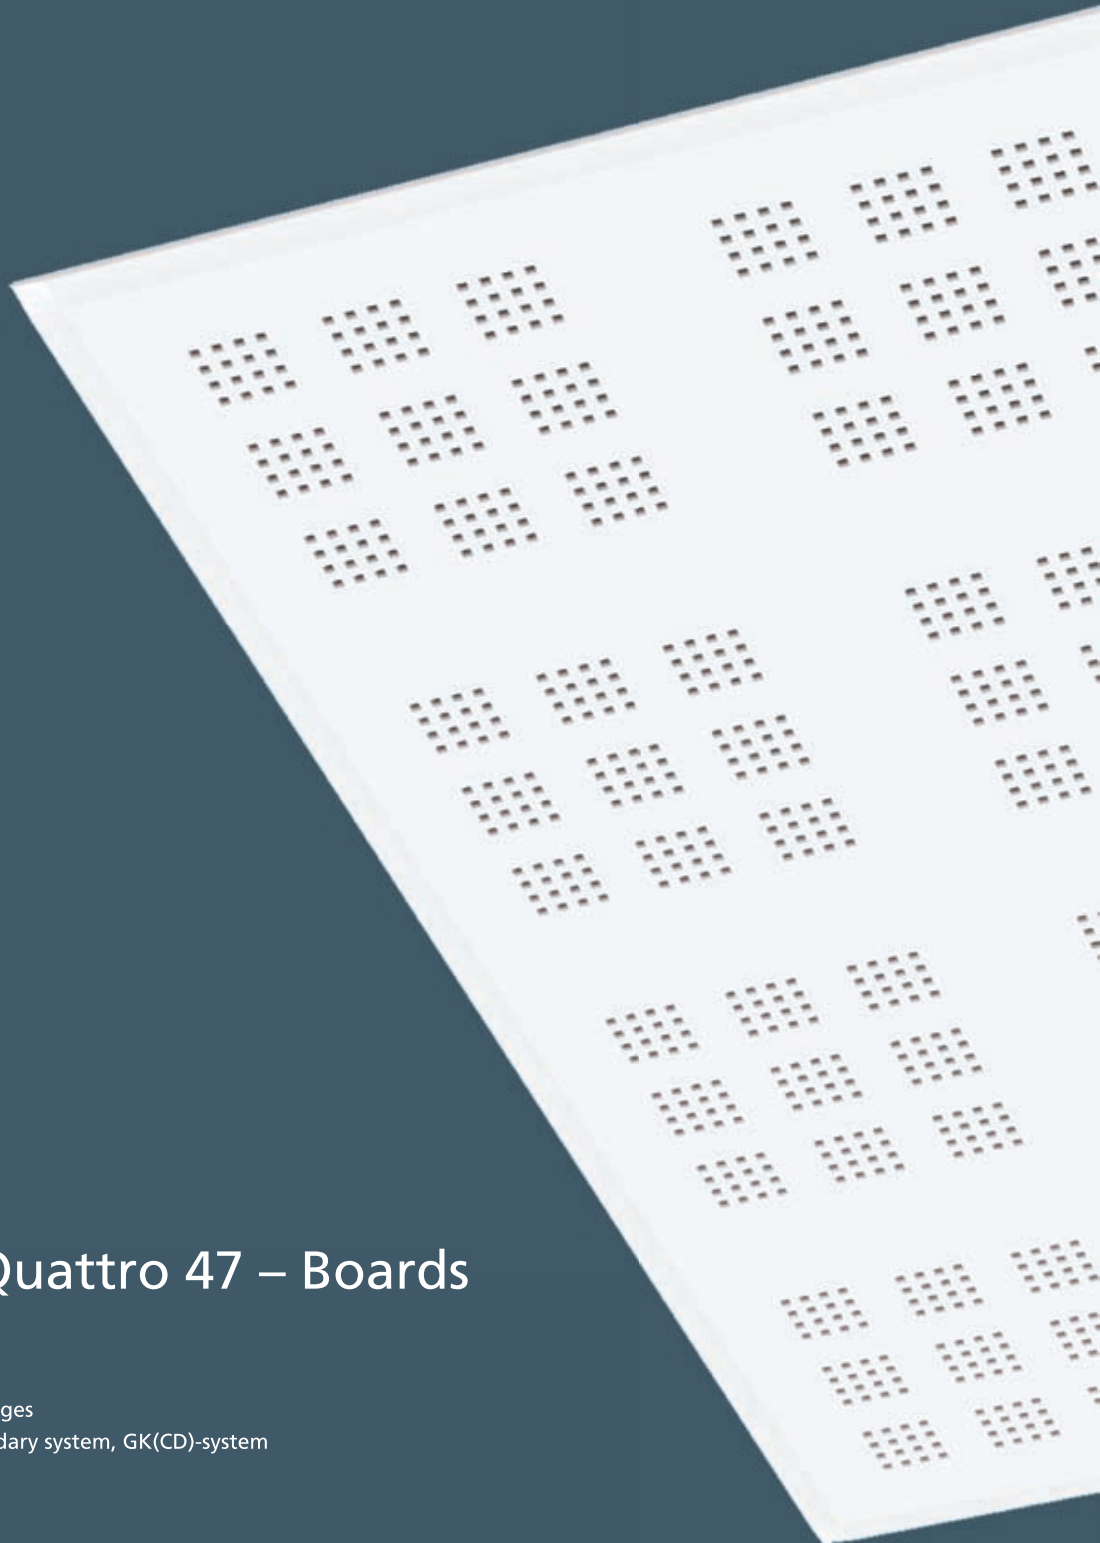 Quattro 47 – Boards
ges
dary system, GK(CD)-system